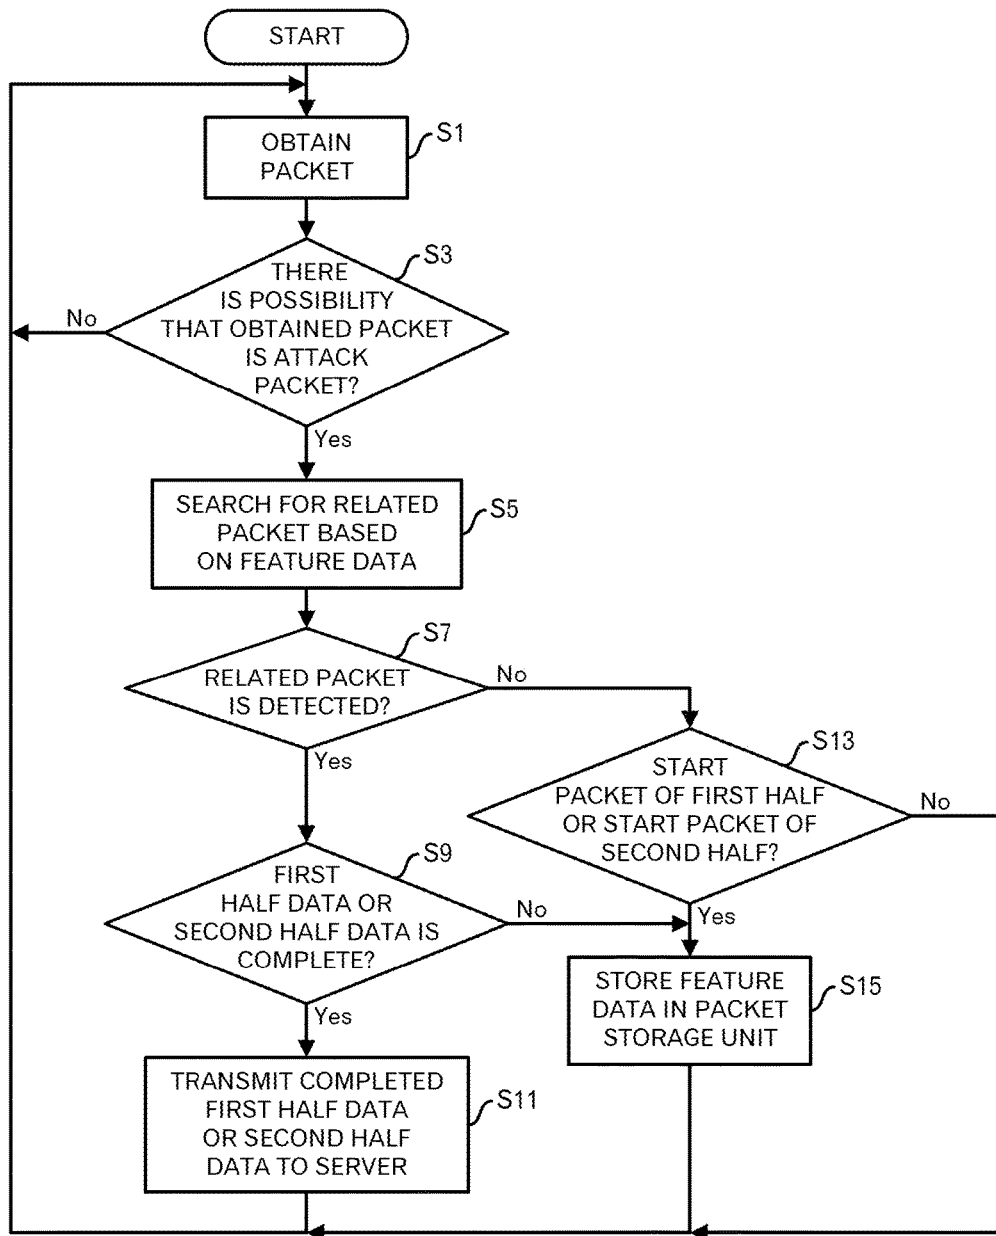 START
OBTAIN
PACKET
S1
THERE
IS POSSIBILITY
THAT OBTAINED PACKET
IS ATTACK
PACKET?
S3
No
Yes
SEARCH FOR RELATED
PACKET BASED
ON FEATURE DATA
S5
RELATED PACKET
IS DETECTED?
S7
No
Yes
START
PACKET OF FIRST HALF
OR START PACKET OF
SECOND HALF?
S13
No
Yes
FIRST
HALF DATA OR
SECOND HALF DATA IS
COMPLETE?
S9
No
Yes
STORE FEATURE
DATA IN PACKET
STORAGE UNIT
S15
TRANSMIT COMPLETED
FIRST HALF DATA
OR SECOND HALF
DATA TO SERVER
S11